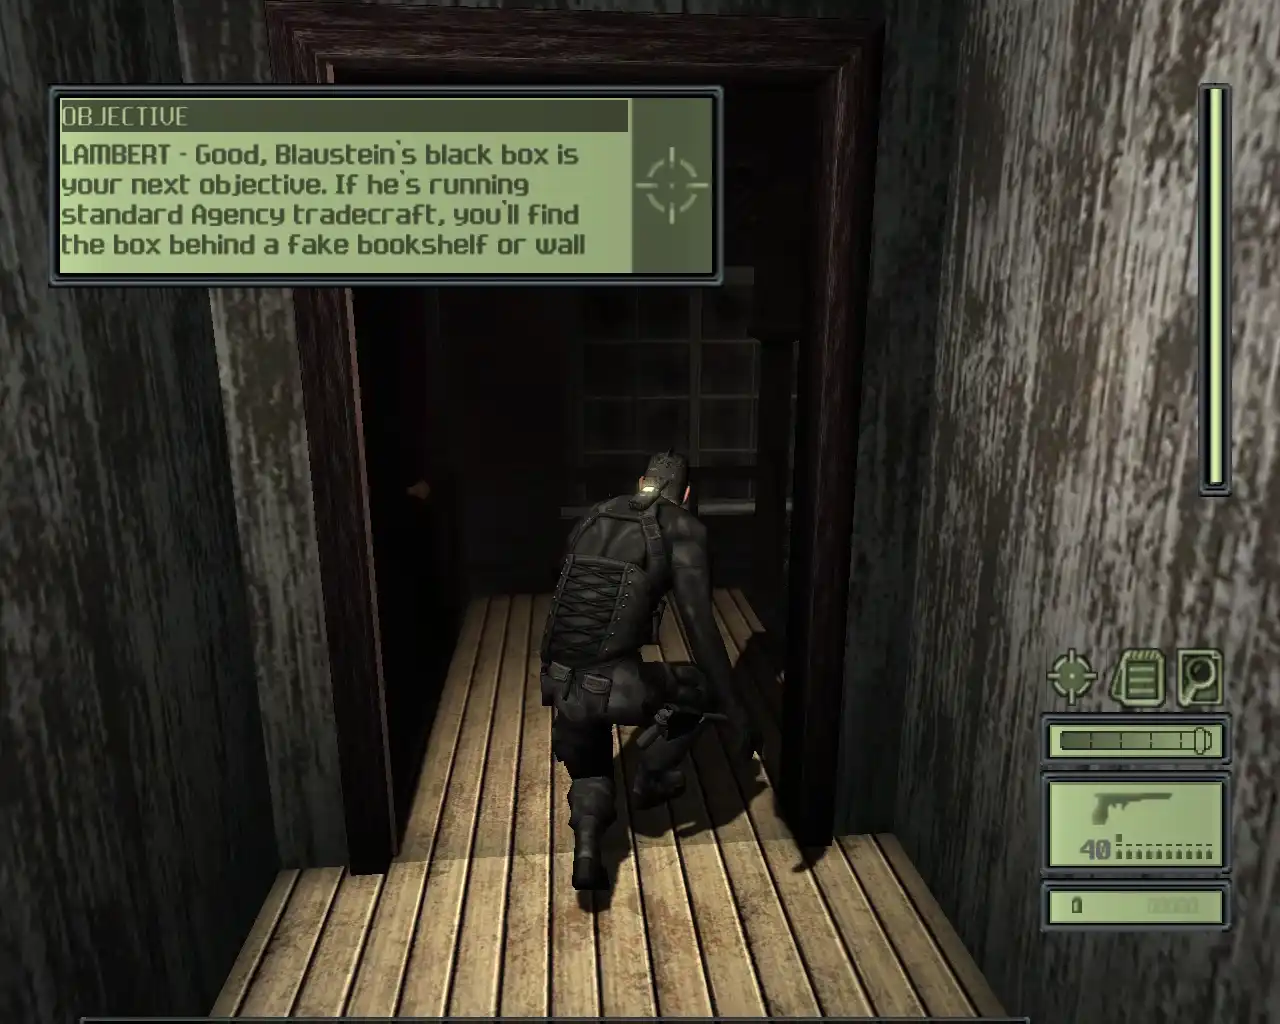 OBJECTIVE
LAMBERT - Good, Blaustein's black box is
your next objective. If he's running
standard Agency tradecraft, you'll find
the box behind a fake bookshelf or wall
40